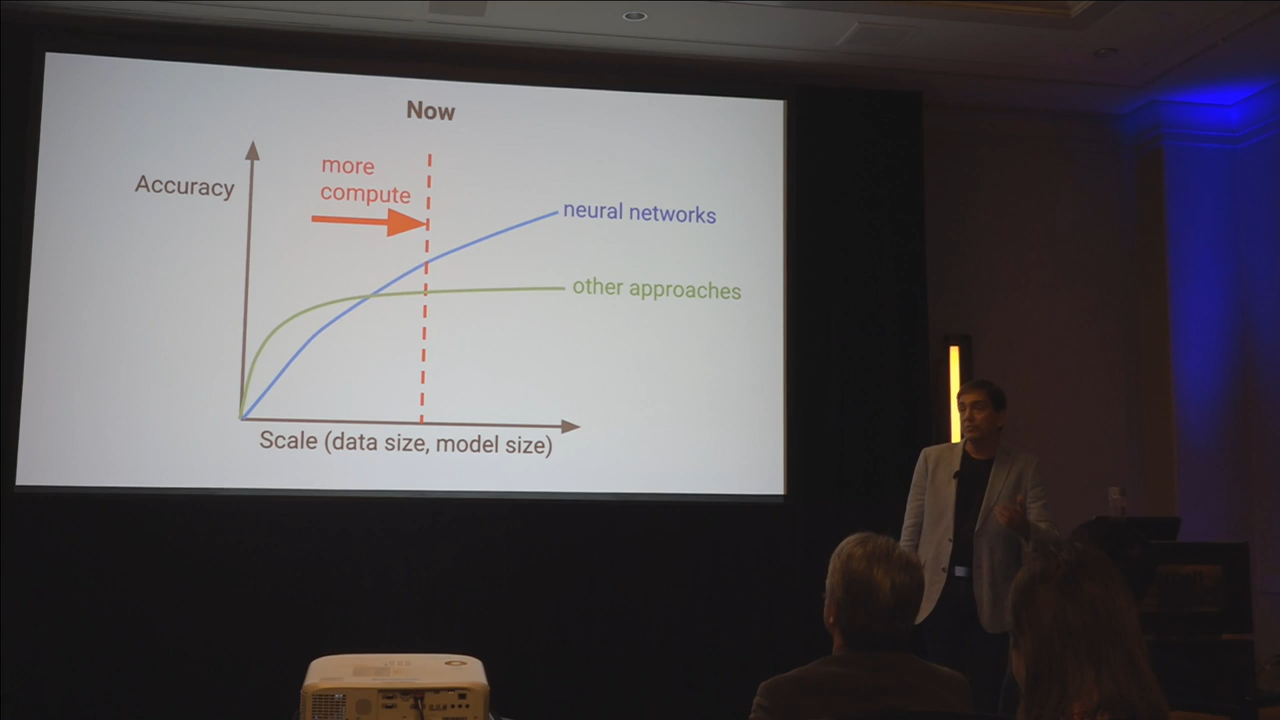 Now
Accuracy
more
compute
neural networks
other approaches
Scale (data size, model size)